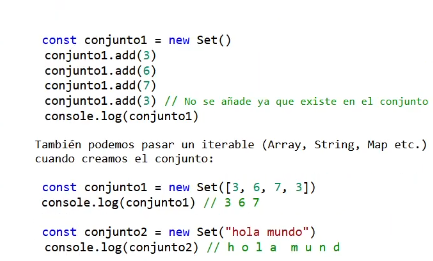 const conjunto1 = new Set()
conjunto1.add(3)
conjunto1.add(6)
conjunto1.add(7)
conjunto1.add(3) // No se añade ya que existe en el conjunto
console.log(conjunto1)
También podemos pasar un iterable (Array, String, Map etc.)
cuando creamos el conjunto:
const conjunto1 = new Set([3, 6, 7, 3])
console.log(conjunto1) // 3 6 7
const conjunto2 = new Set("hola mundo")
console.log(conjunto2) // h o l a  m u n d